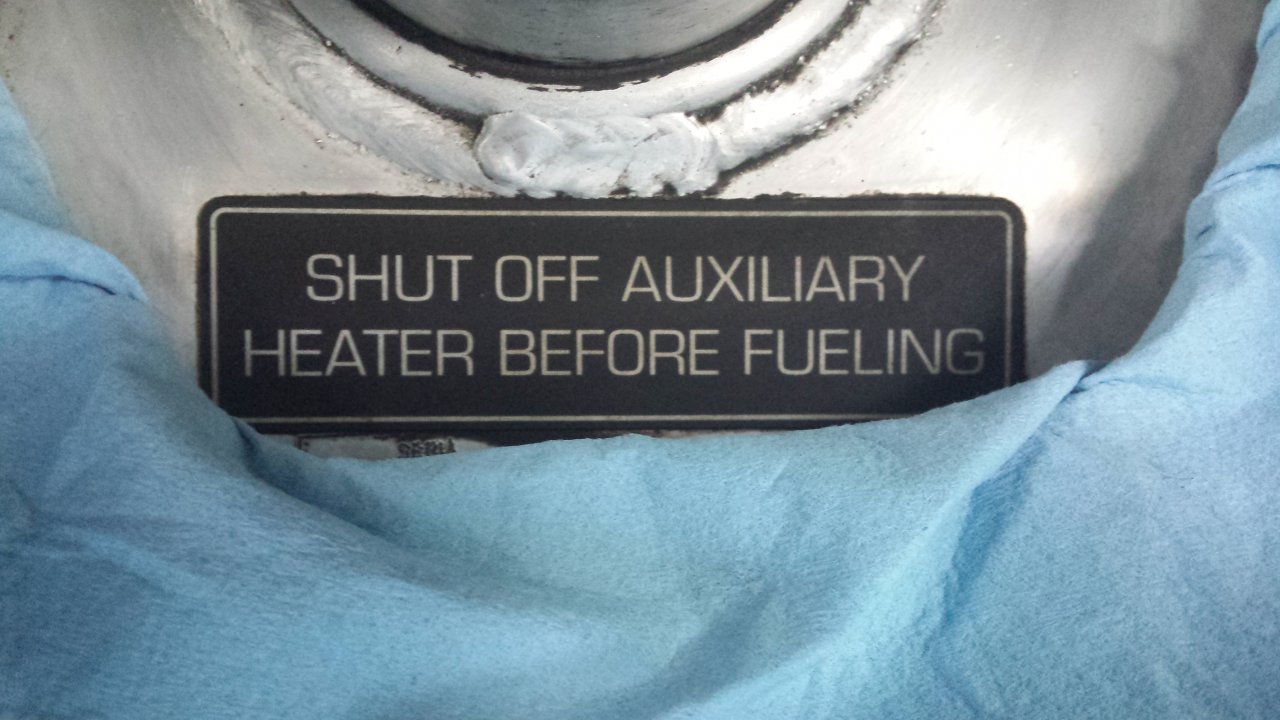 SHUT OFF AUXILIARY
HEATER BEFORE FUELING